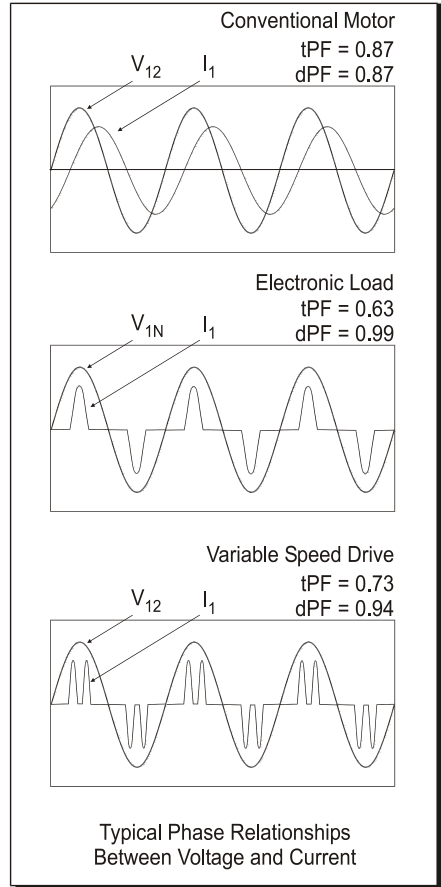 Conventional Motor
tPF = 0.87
dPF = 0.87
V12 I1
Electronic Load
tPF = 0.63
dPF = 0.99
V1N I1
Variable Speed Drive
tPF = 0.73
dPF = 0.94
V12 I1
Typical Phase Relationships
Between Voltage and Current